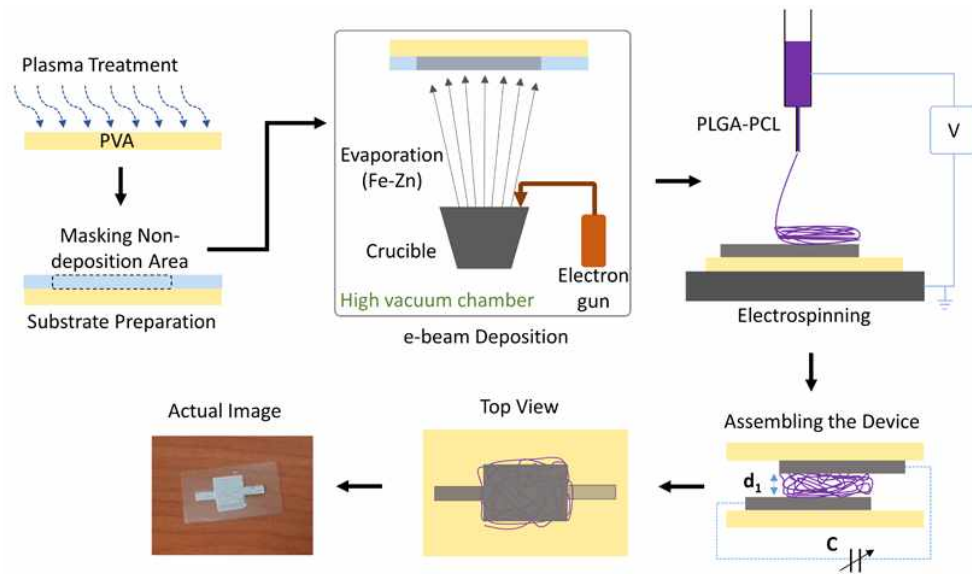 Plasma Treatment
PVA
Masking Non-
deposition Area
Substrate Preparation
Evaporation
(Fe-Zn)
Crucible
Electron
gun
High vacuum chamber
e-beam Deposition
PLGA-PCL
V
Electrospinning
Assembling the Device
d1
C
Top View
Actual Image